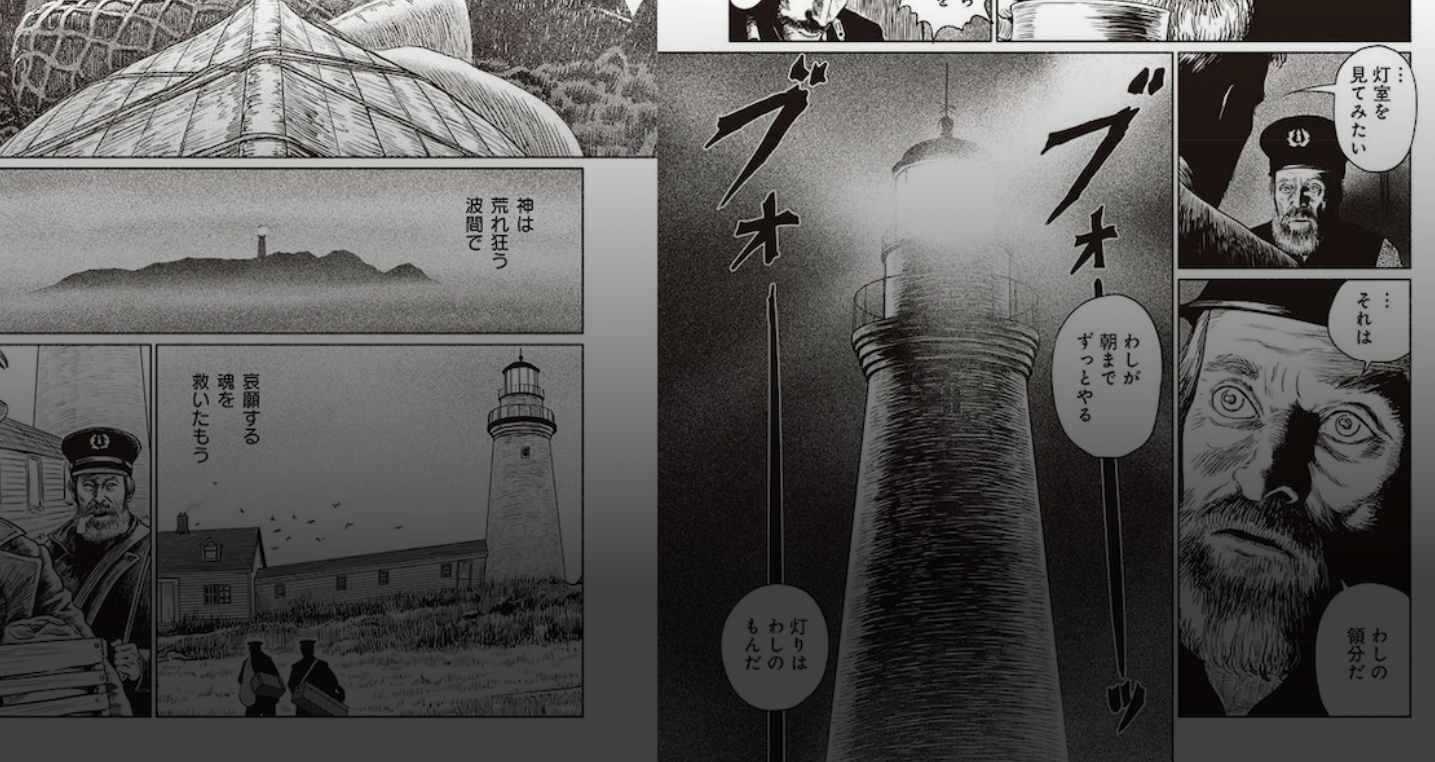 …
灯室を
見てみたい
…
それは
わしの
領分だ
ブォーッ
わしが
朝まで
ずっとやる
ブォー
灯りは
わしの
もんだ
神は
荒れ狂う
波間で
哀願する
魂を
救いたもう